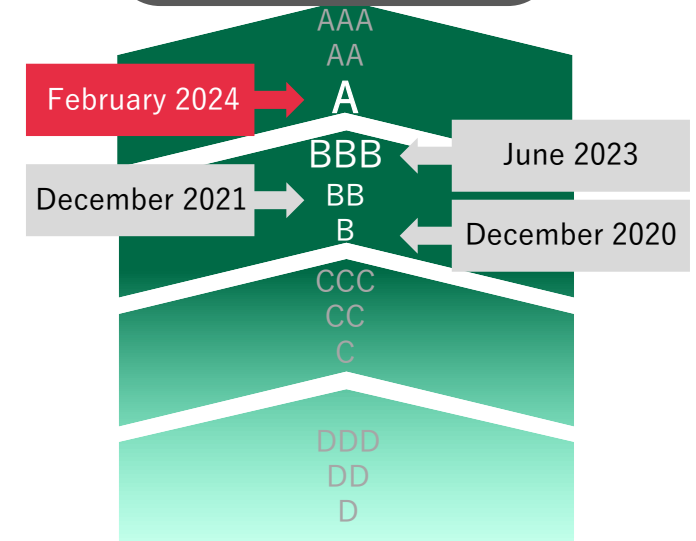 AAA
AA
February 2024
A
BBB
June 2023
December 2021
BB
B
December 2020
CCC
CC
C
DDD
DD
D